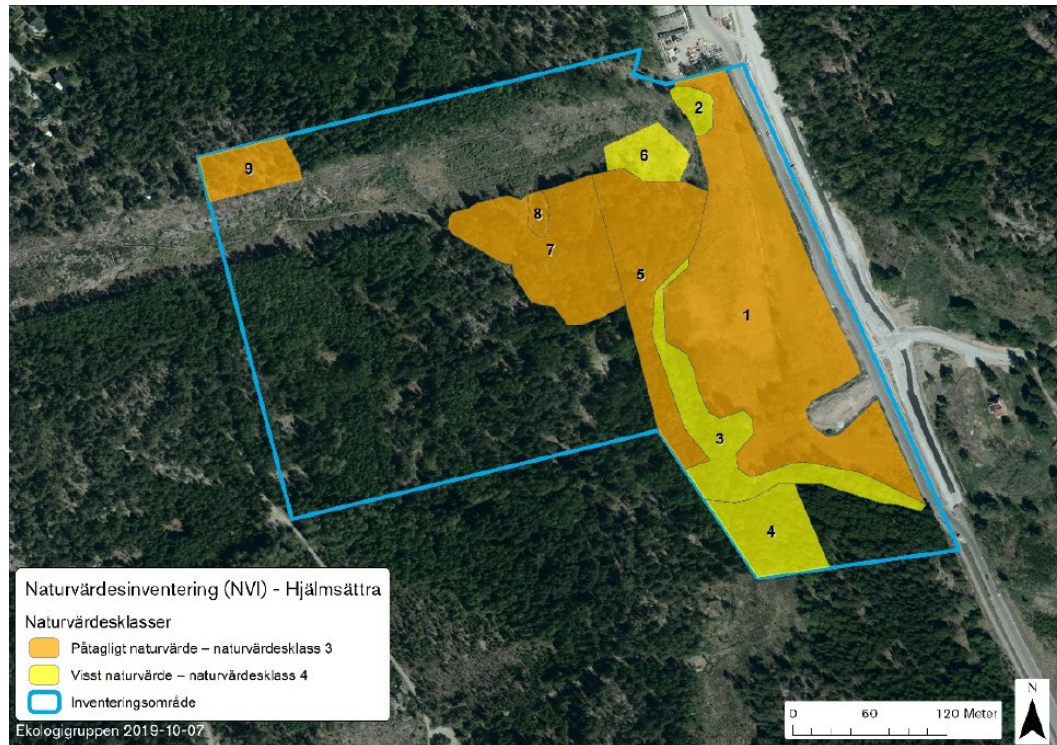 2
6
9
8
7
5
1
3
4
Naturvärdesinventering (NVI) - Hjälmsättra
Naturvärdesklasser
Påtagligt naturvärde – naturvärdesklass 3
Visst naturvärde – naturvärdesklass 4
Inventeringsområde
Ekologigruppen 2019-10-07
0 60 120 Meter
N